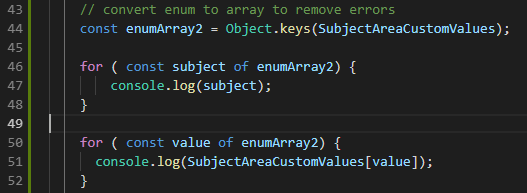 43 // convert enum to array to remove errors
44 const enumArray2 = Object.keys(SubjectAreaCustomValues);
45
46 for ( const subject of enumArray2) {
47 console.log(subject);
48 }
49
50 for ( const value of enumArray2) {
51 console.log(SubjectAreaCustomValues[value]);
52 }